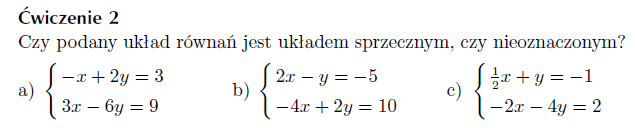 Ćwiczenie 2
Czy podany układ równań jest układem sprzecznym, czy nieoznaczonym?
a) { −x + 2y = 3
3x − 6y = 9
b) { 2x − y = −5
−4x + 2y = 10
c) { ½x + y = −1
−2x − 4y = 2